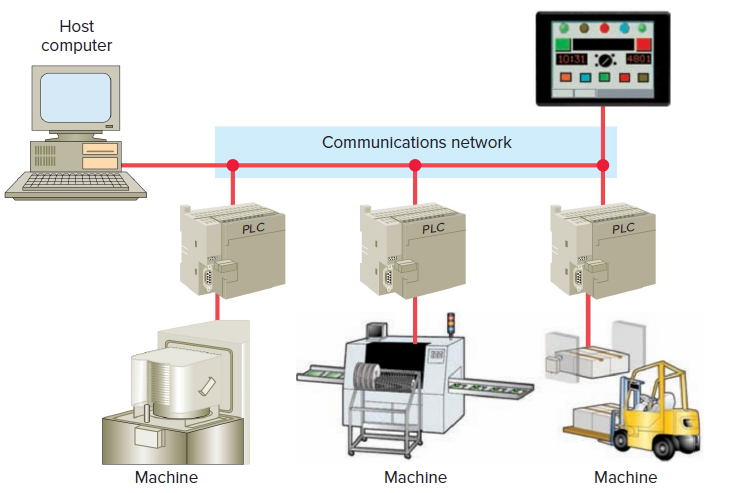 Host
computer
10:31
4801
Communications network
PLC
PLC
PLC
Machine
Machine
Machine